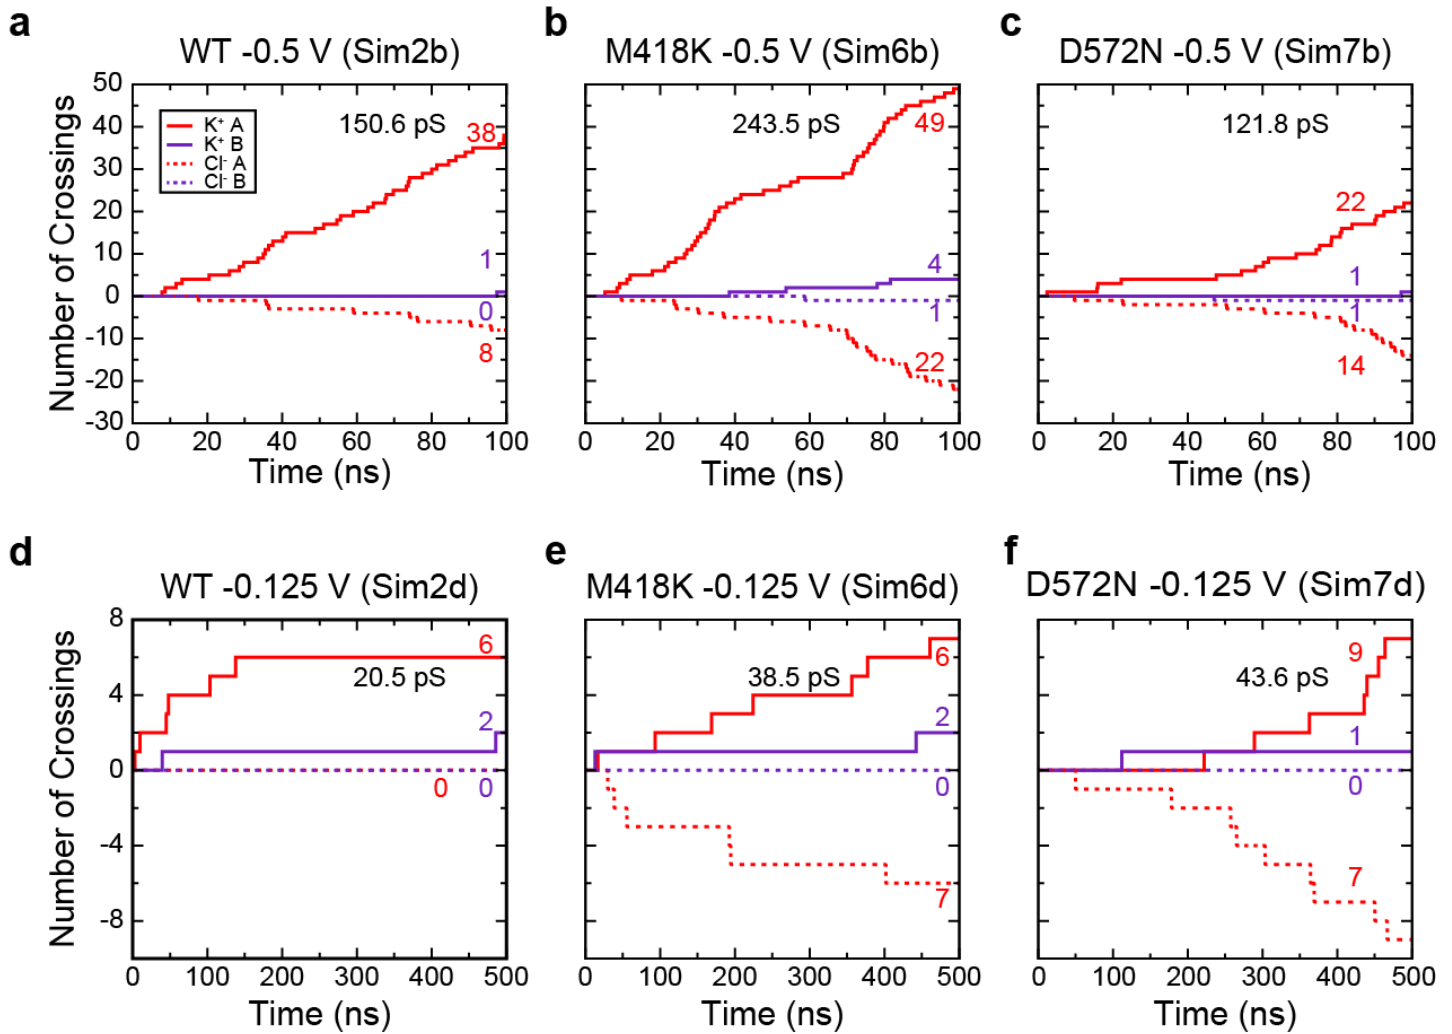 a
WT -0.5 V (Sim2b)
Number of Crossings
50
40
30
20
10
0
-10
-20
-30
K⁺ A
K⁺ B
Cl⁻ A
Cl⁻ B
150.6 pS
38
1
0
8
0 20 40 60 80 100
Time (ns)
b
M418K -0.5 V (Sim6b)
243.5 pS
49
4
1
22
0 20 40 60 80 100
Time (ns)
c
D572N -0.5 V (Sim7b)
121.8 pS
22
1
1
14
0 20 40 60 80 100
Time (ns)
d
WT -0.125 V (Sim2d)
Number of Crossings
8
4
0
-4
-8
6
20.5 pS
2
0 0
0 100 200 300 400 500
Time (ns)
e
M418K -0.125 V (Sim6d)
6
38.5 pS
2
0
7
0 100 200 300 400 500
Time (ns)
f
D572N -0.125 V (Sim7d)
9
43.6 pS
1
0
7
0 100 200 300 400 500
Time (ns)